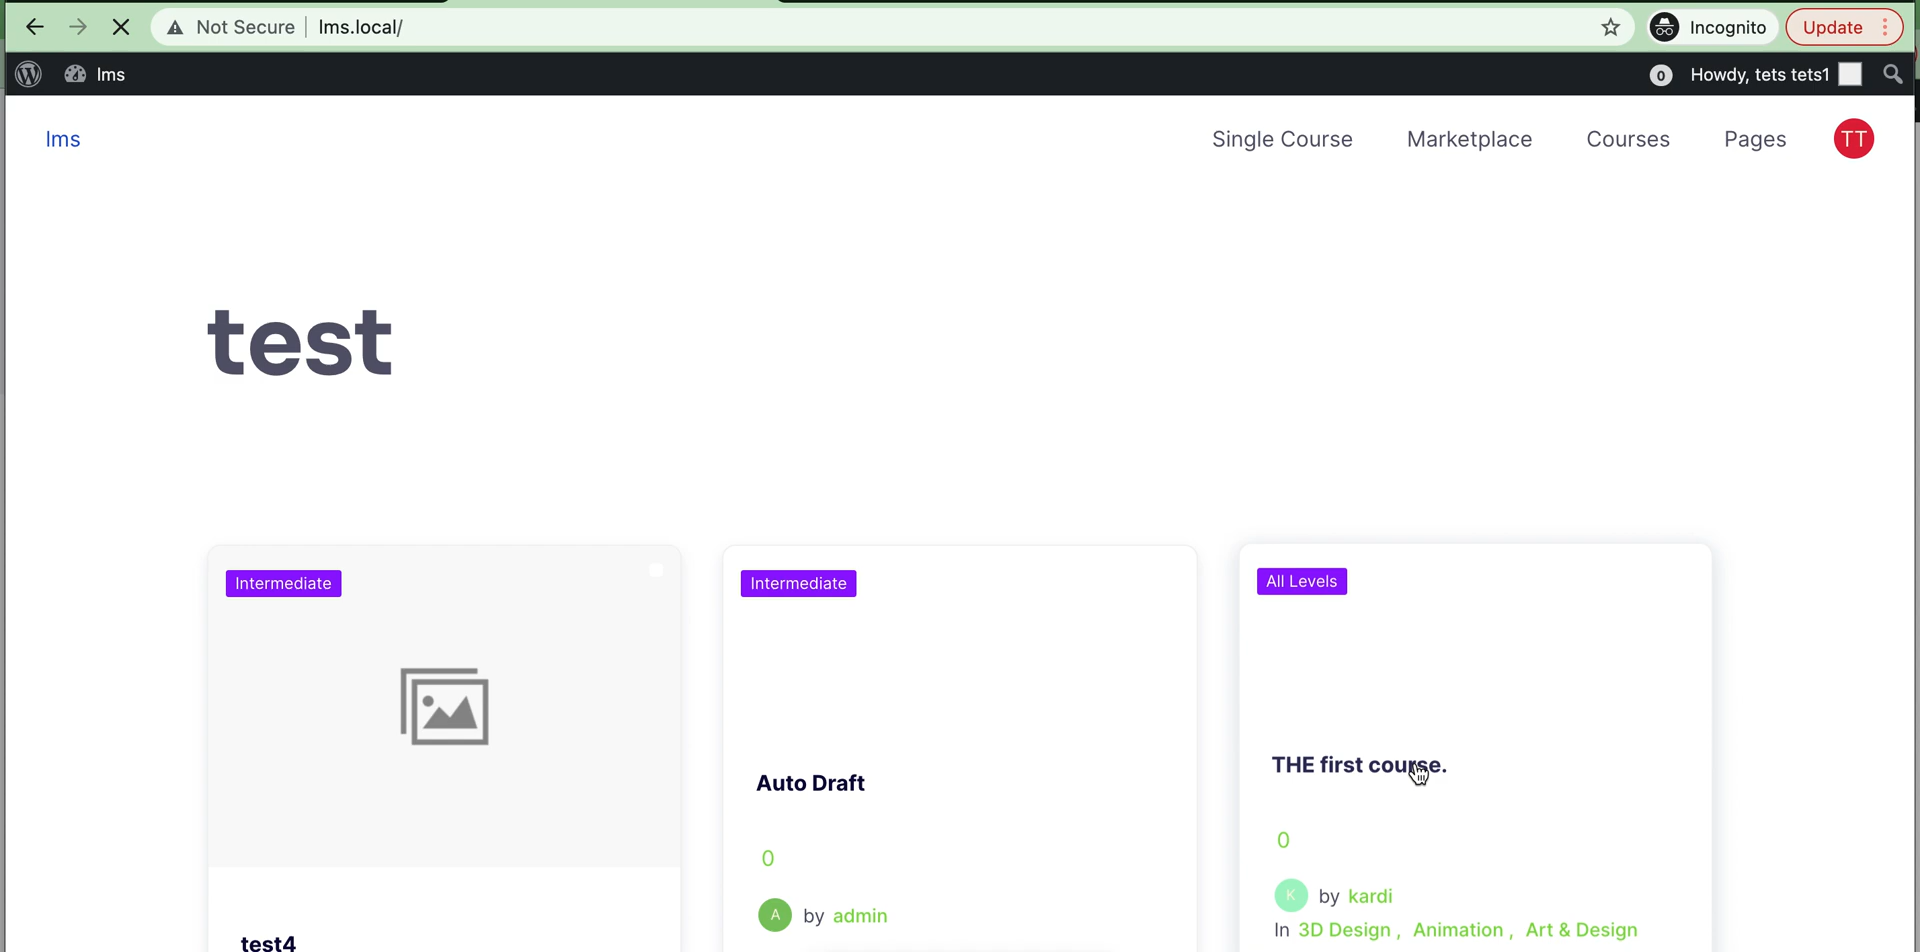 Not Secure lms.local/ Incognito Update
lms 0 Howdy, tets tets1
lms Single Course Marketplace Courses Pages TT
test
Intermediate Intermediate All Levels
THE first course.
Auto Draft
0
0
K by kardi
A by admin
In 3D Design , Animation , Art & Design
test4